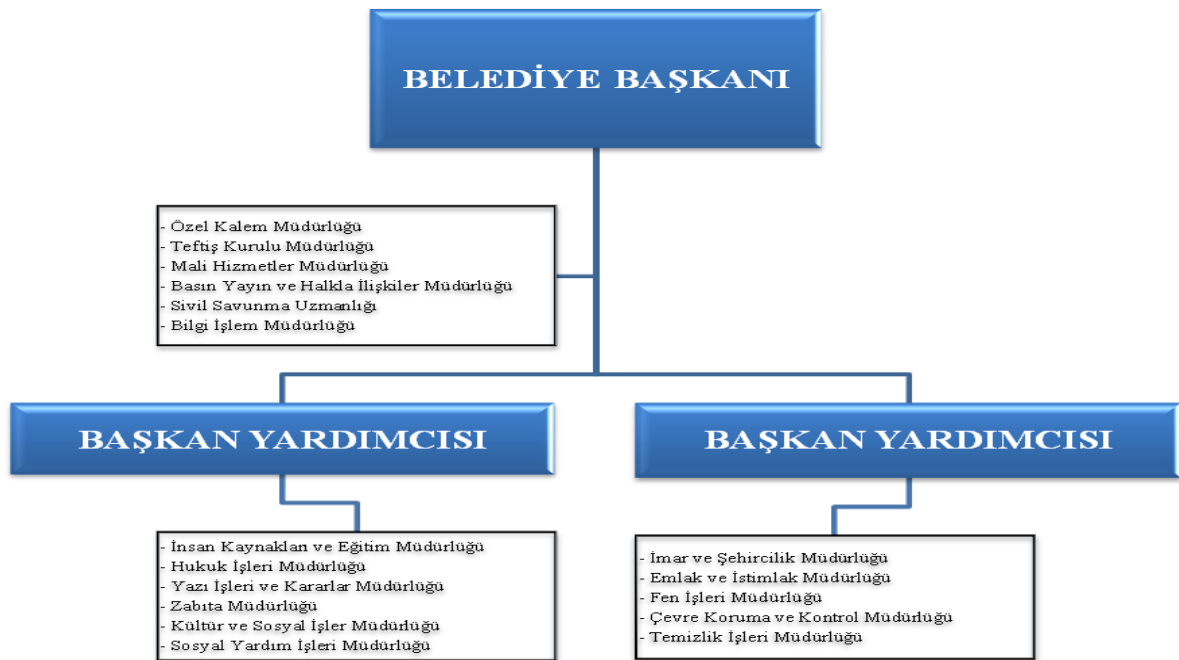 BELEDİYE BAŞKANI
- Özel Kalem Müdürlüğü
- Teftiş Kurulu Müdürlüğü
- Mali Hizmetler Müdürlüğü
- Basın Yayın ve Halkla İlişkiler Müdürlüğü
- Sivil Savunma Uzmanlığı
- Bilgi İşlem Müdürlüğü
BAŞKAN YARDIMCISI
- İnsan Kaynakları ve Eğitim Müdürlüğü
- Hukuk İşleri Müdürlüğü
- Yazı İşleri ve Kararlar Müdürlüğü
- Zabıta Müdürlüğü
- Kültür ve Sosyal İşler Müdürlüğü
- Sosyal Yardım İşleri Müdürlüğü
BAŞKAN YARDIMCISI
- İmar ve Şehircilik Müdürlüğü
- Emlak ve İstimlak Müdürlüğü
- Fen İşleri Müdürlüğü
- Çevre Koruma ve Kontrol Müdürlüğü
- Temizlik İşleri Müdürlüğü